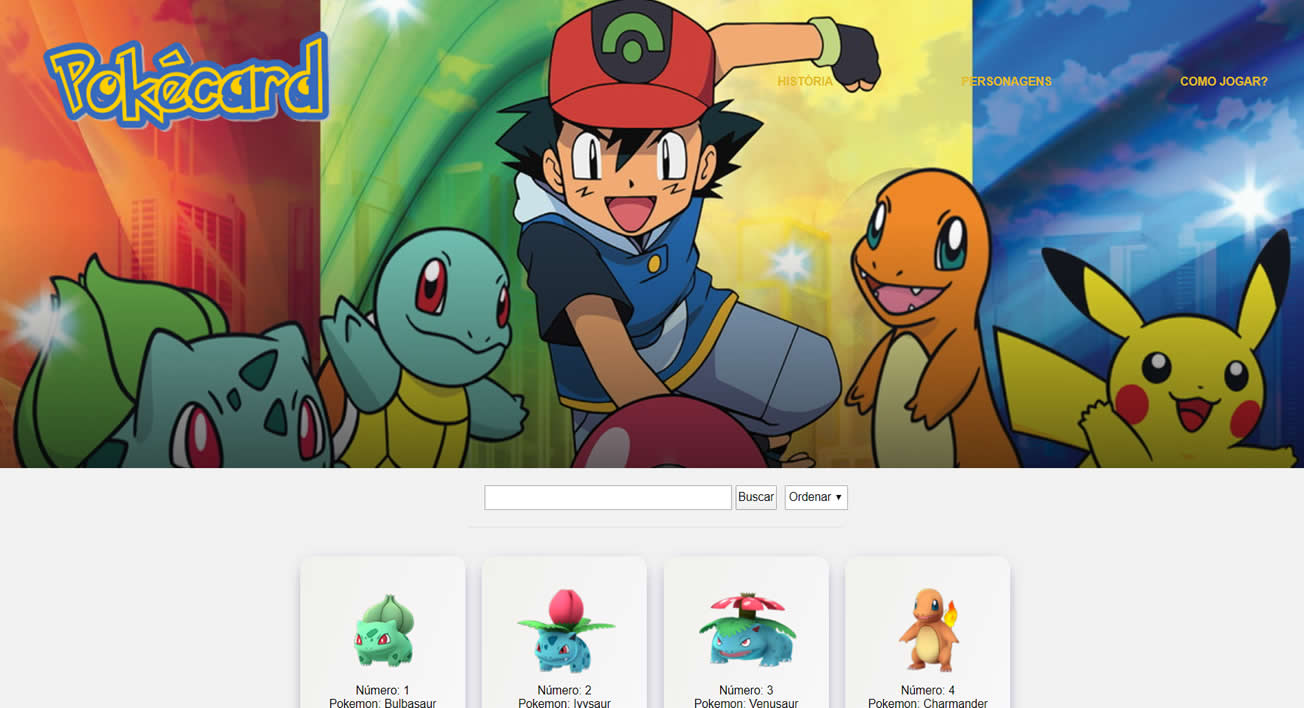 Pokécard
HISTÓRIA PERSONAGENS COMO JOGAR?
Buscar Ordenar
Número: 1
Pokemon: Bulbasaur
Número: 2
Pokemon: Ivysaur
Número: 3
Pokemon: Venusaur
Número: 4
Pokemon: Charmander